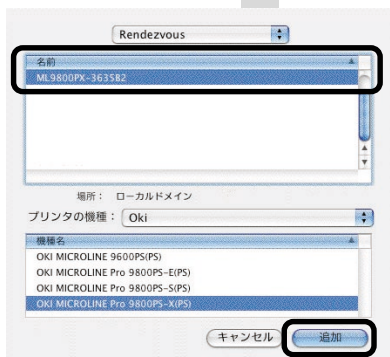 Rendezvous
名前
ML9800PX-3635B2
場所： ローカルドメイン
プリンタの機種： Oki
機種名
OKI MICROLINE 9600PS(PS)
OKI MICROLINE Pro 9800PS-E(PS)
OKI MICROLINE Pro 9800PS-S(PS)
OKI MICROLINE Pro 9800PS-X(PS)
キャンセル 追加